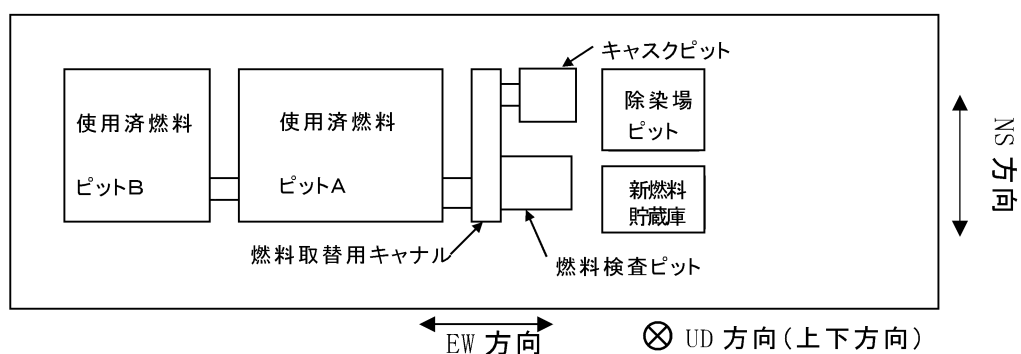 キャスクピット
使用済燃料
ピットB
使用済燃料
ピットA
除染場
ピット
新燃料
貯蔵庫
燃料取替用キャナル
燃料検査ピット
NS 方向
EW 方向
UD 方向(上下方向)